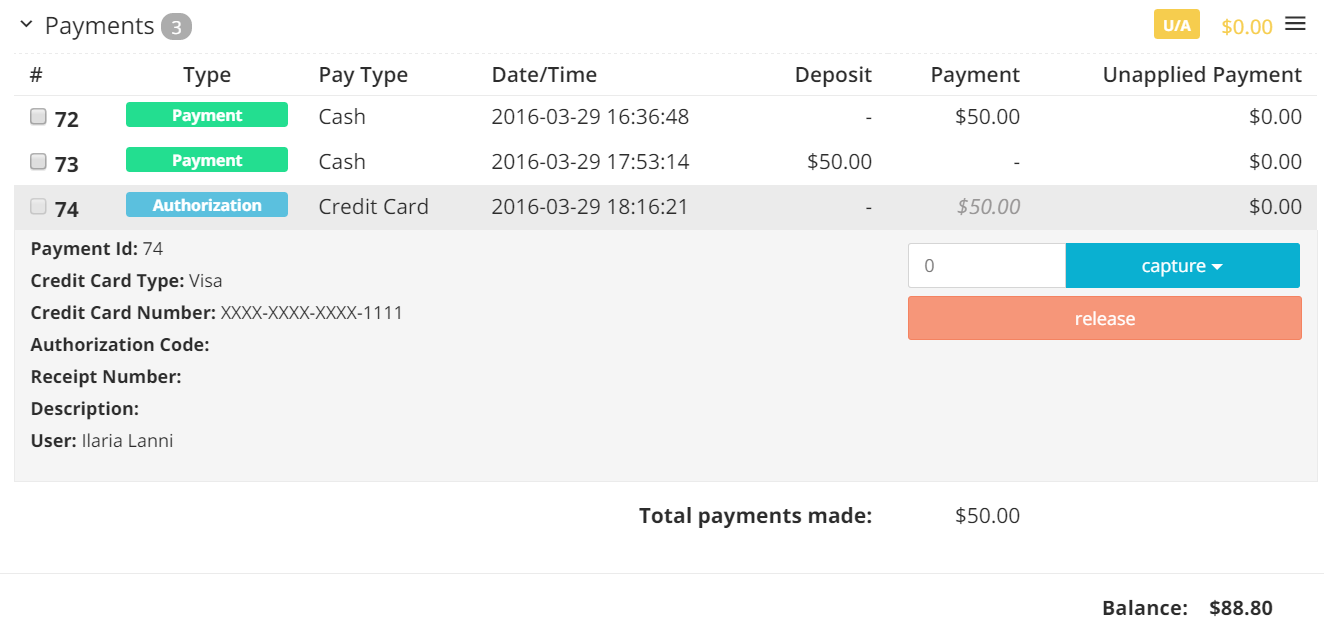 Payments 3 U/A $0.00
# Type Pay Type Date/Time Deposit Payment Unapplied Payment
72 Payment Cash 2016-03-29 16:36:48 - $50.00 $0.00
73 Payment Cash 2016-03-29 17:53:14 $50.00 - $0.00
74 Authorization Credit Card 2016-03-29 18:16:21 - $50.00 $0.00
Payment Id: 74
0 capture
Credit Card Type: Visa
Credit Card Number: XXXX-XXXX-XXXX-1111
release
Authorization Code:
Receipt Number:
Description:
User: Ilaria Lanni
Total payments made: $50.00
Balance: $88.80